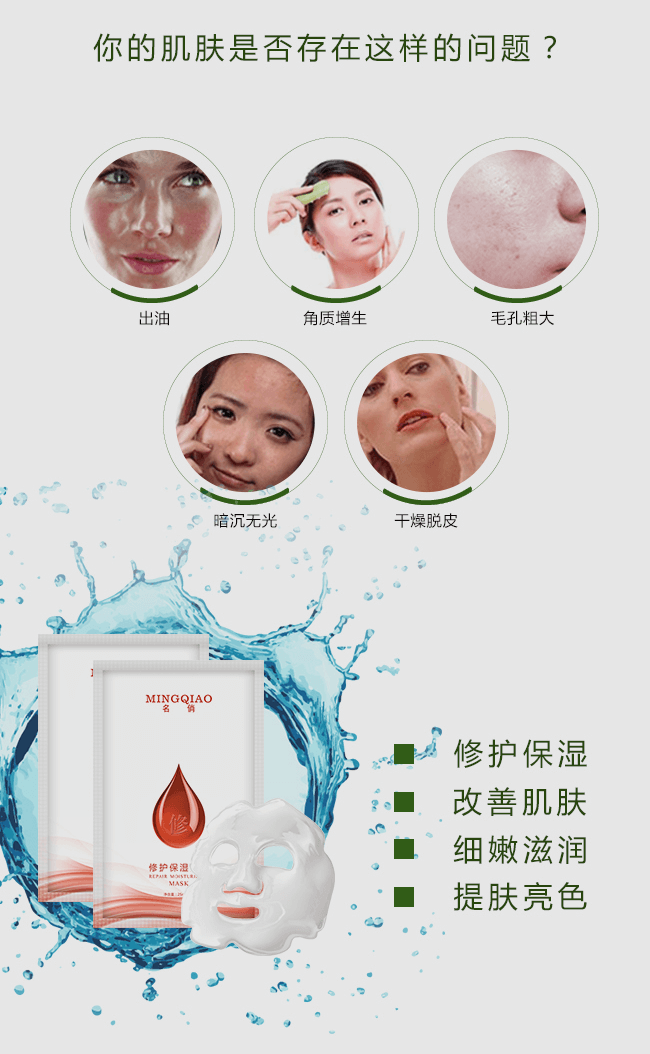 你的肌肤是否存在这样的问题？
出油
角质增生
毛孔粗大
暗沉无光
干燥脱皮
MINGQIAO
名 俏
修
修护保湿
REPAIR MOISTURI
MASK
修护保湿
改善肌肤
细嫩滋润
提肤亮色